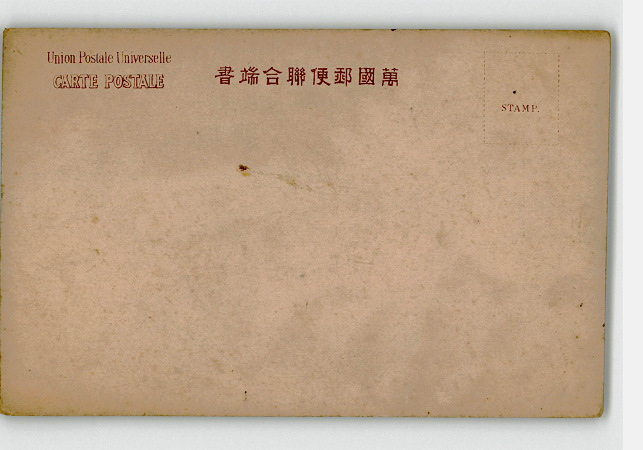 Union Postale Universelle
CARTE POSTALE
書端合聯便郵國萬
STAMP.